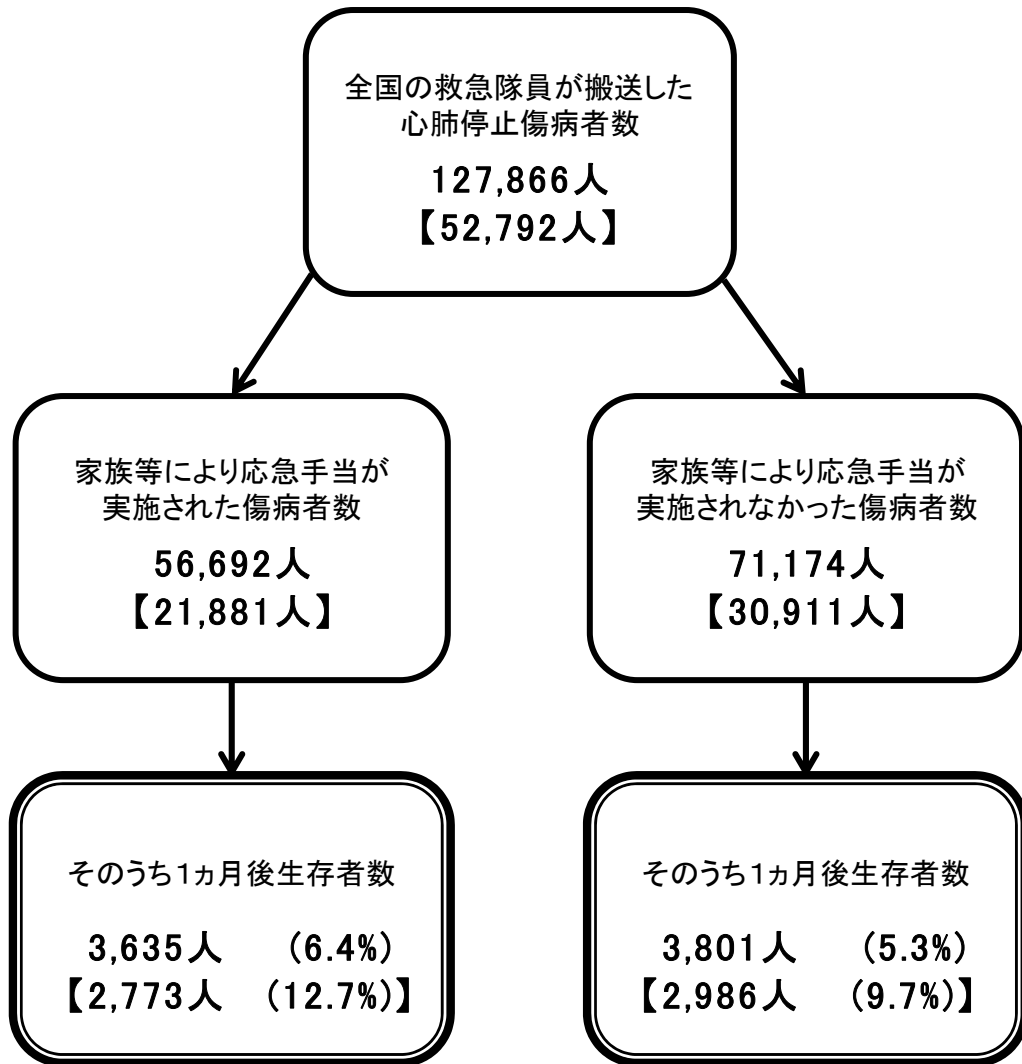 全国の救急隊員が搬送した
心肺停止傷病者数
127,866人
【52,792人】
家族等により応急手当が
実施された傷病者数
56,692人
【21,881人】
家族等により応急手当が
実施されなかった傷病者数
71,174人
【30,911人】
そのうち1ヵ月後生存者数
3,635人 (6.4%)
【2,773人 (12.7%)】
そのうち1ヵ月後生存者数
3,801人 (5.3%)
【2,986人 (9.7%)】